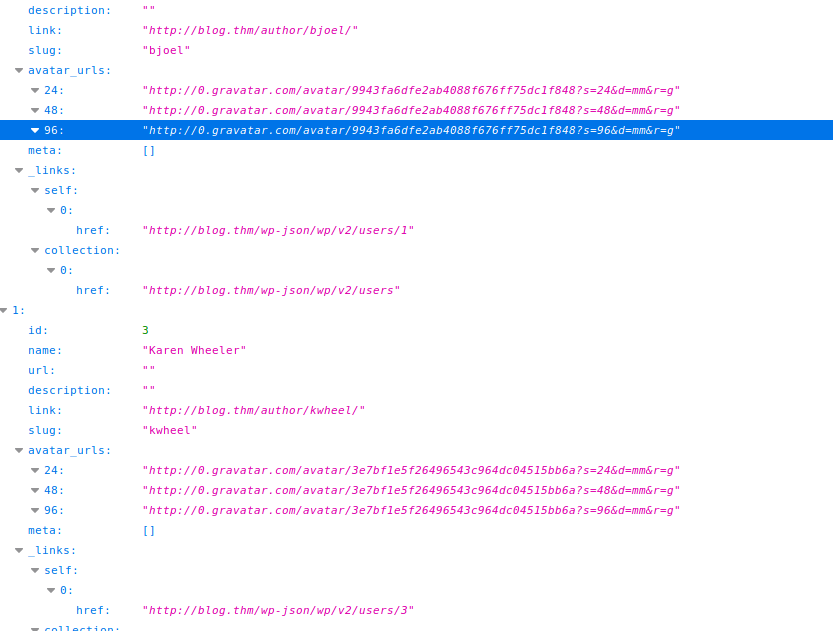 description: ""
link: "http://blog.thm/author/bjoel/"
slug: "bjoel"
avatar_urls:
24: "http://0.gravatar.com/avatar/9943fa6dfe2ab4088f676ff75dc1f848?s=24&d=mm&r=g"
48: "http://0.gravatar.com/avatar/9943fa6dfe2ab4088f676ff75dc1f848?s=48&d=mm&r=g"
96: "http://0.gravatar.com/avatar/9943fa6dfe2ab4088f676ff75dc1f848?s=96&d=mm&r=g"
meta: []
_links:
self:
0:
href: "http://blog.thm/wp-json/wp/v2/users/1"
collection:
0:
href: "http://blog.thm/wp-json/wp/v2/users"
1:
id: 3
name: "Karen Wheeler"
url: ""
description: ""
link: "http://blog.thm/author/kwheel/"
slug: "kwheel"
avatar_urls:
24: "http://0.gravatar.com/avatar/3e7bf1e5f26496543c964dc04515bb6a?s=24&d=mm&r=g"
48: "http://0.gravatar.com/avatar/3e7bf1e5f26496543c964dc04515bb6a?s=48&d=mm&r=g"
96: "http://0.gravatar.com/avatar/3e7bf1e5f26496543c964dc04515bb6a?s=96&d=mm&r=g"
meta: []
_links:
self:
0:
href: "http://blog.thm/wp-json/wp/v2/users/3"
collection: